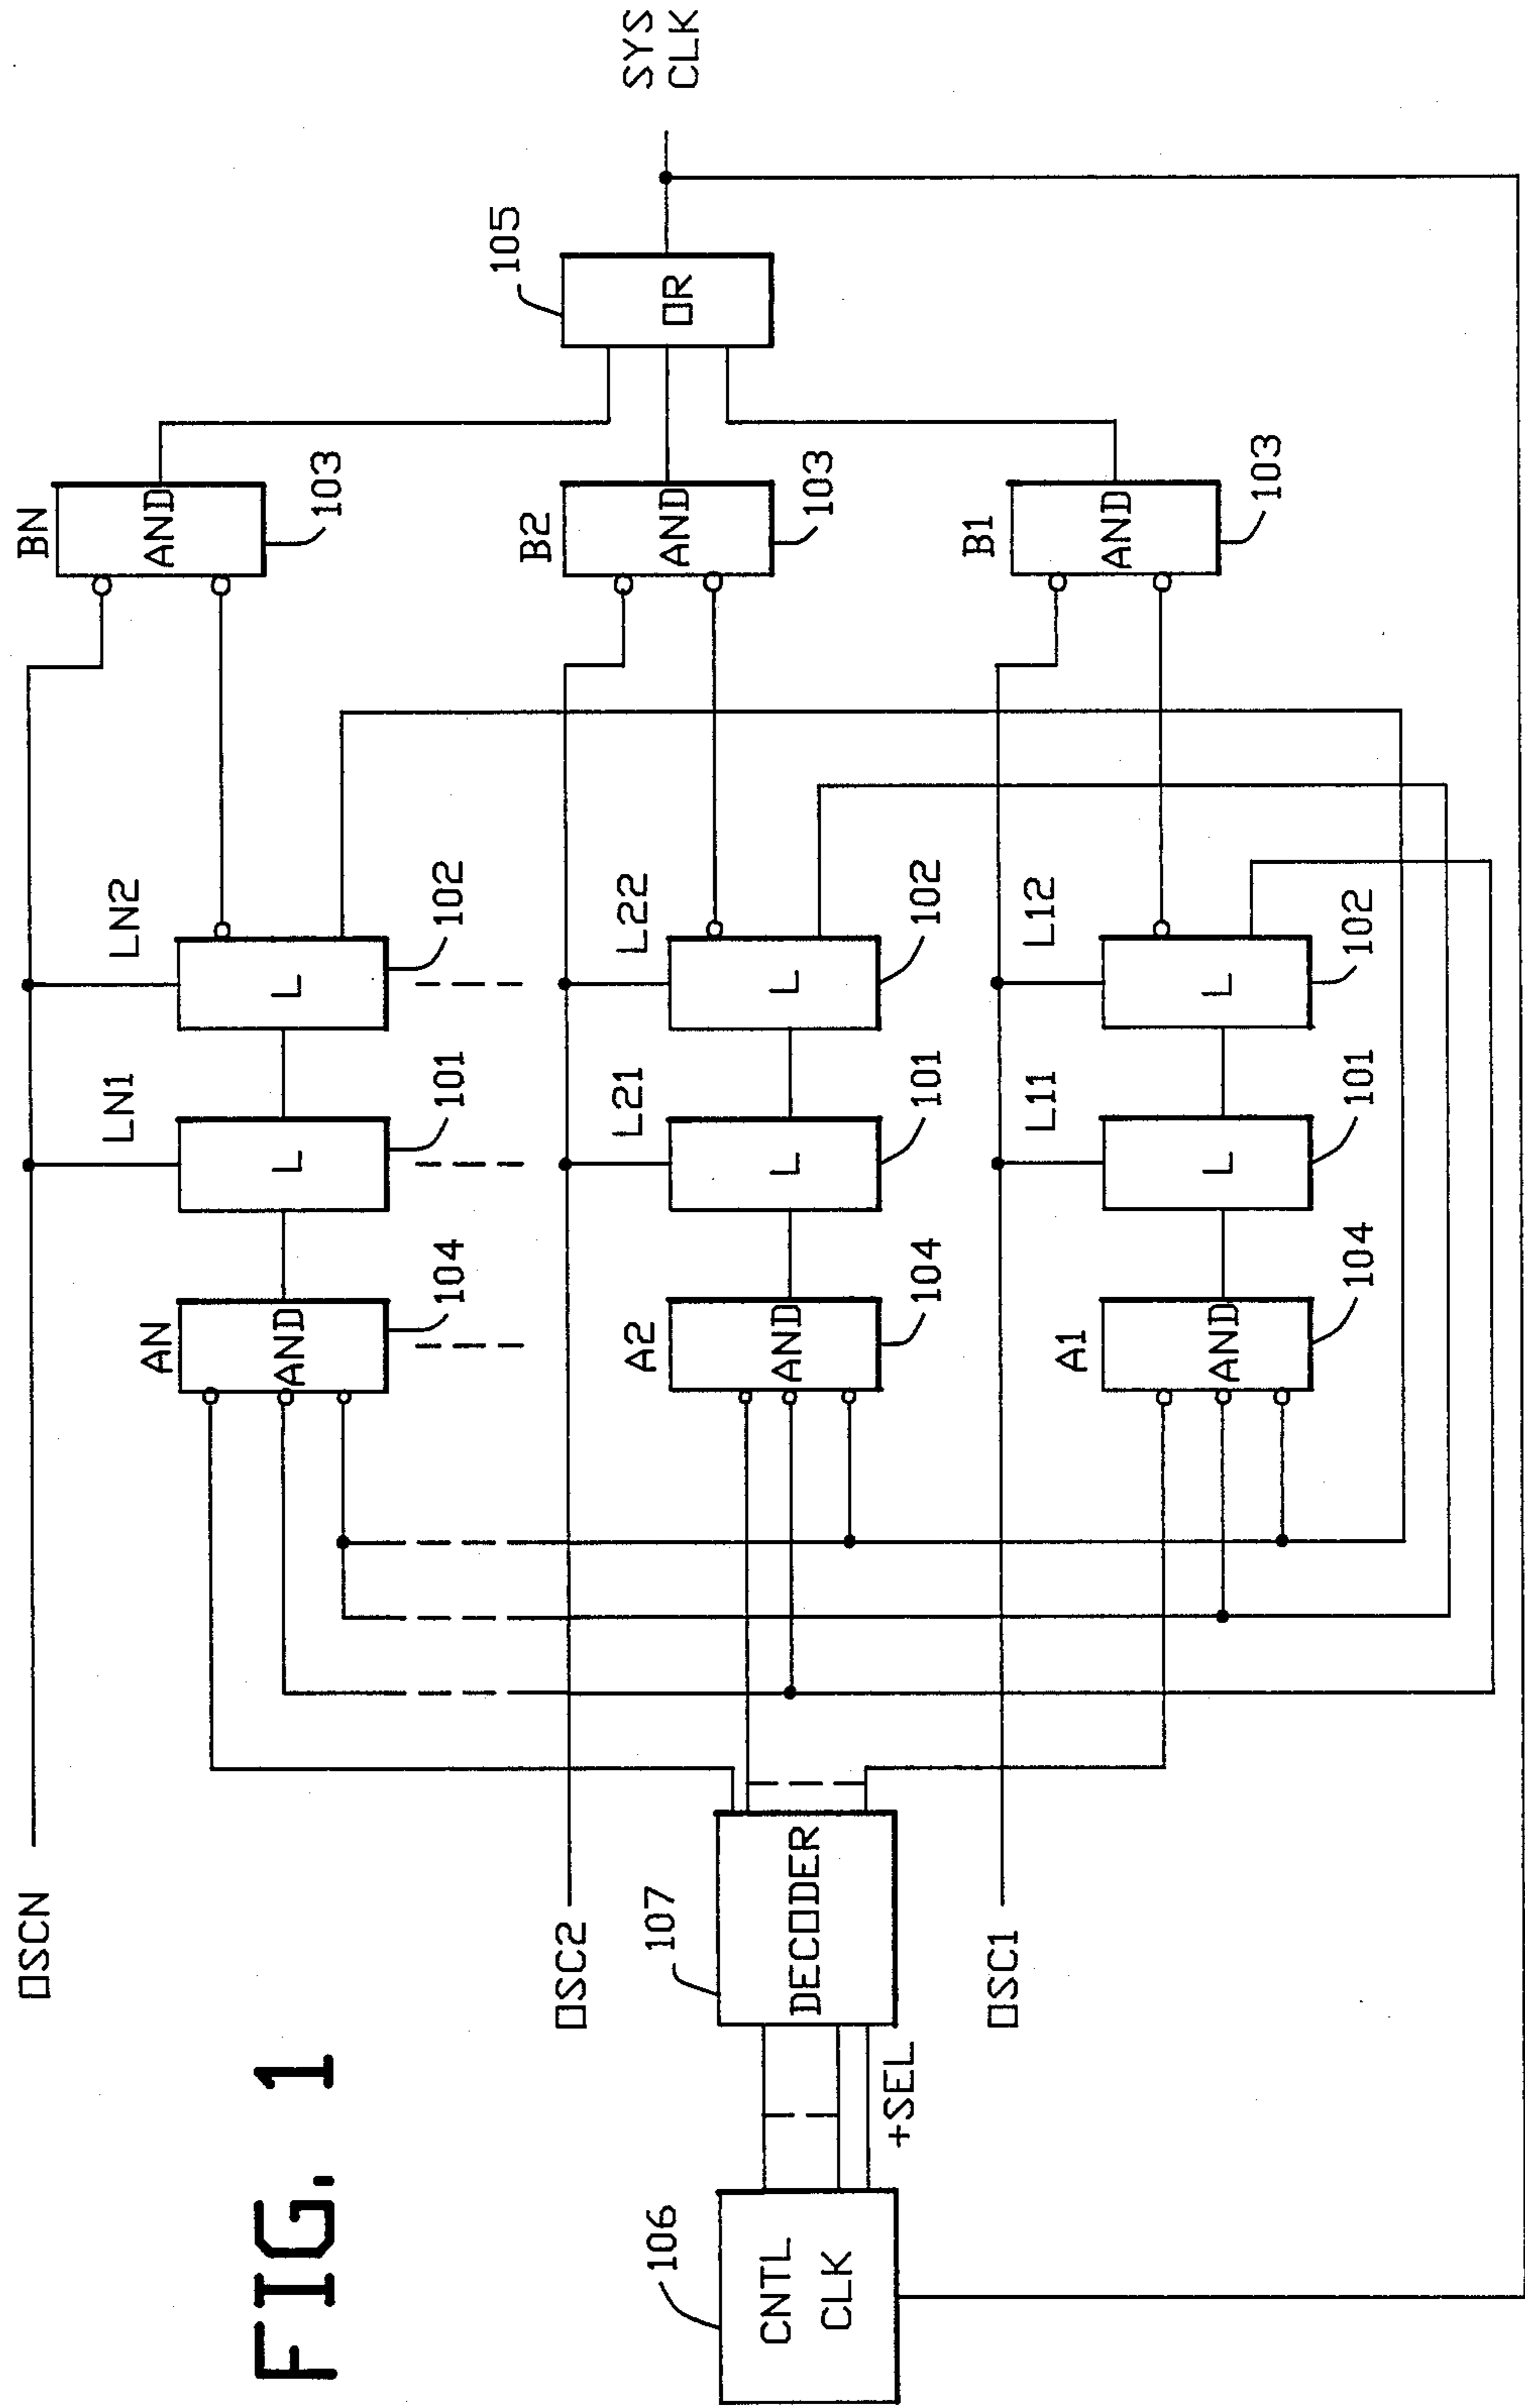 FIG. 1
OSCN
OSC2
OSC1
CNTL
CLK
106
+SEL
DECODER
107
AN
AND
104
A2
AND
104
A1
AND
104
LN1
L
101
L21
L
101
L11
L
101
LN2
L
102
L22
L
102
L12
L
102
BN
AND
103
B2
AND
103
B1
AND
103
OR
105
SYS
CLK